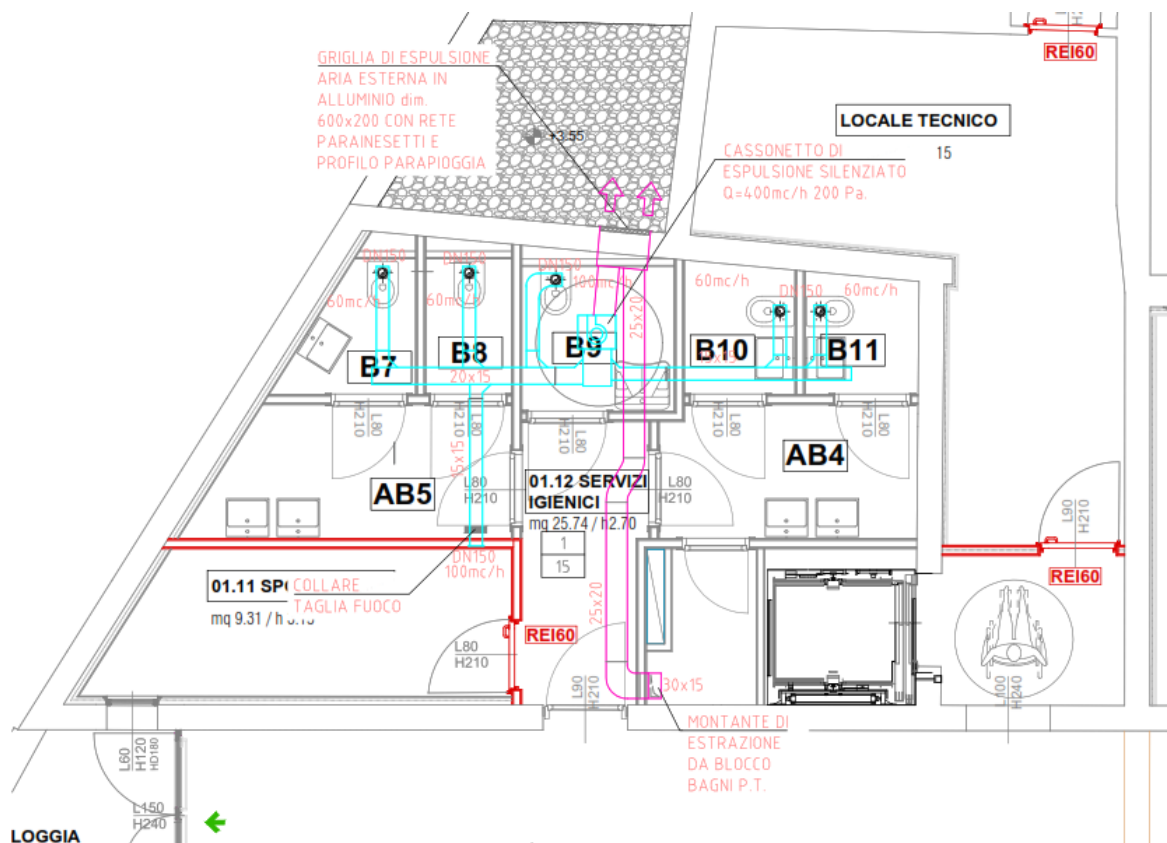 GRIGLIA DI ESPULSIONE
ARIA ESTERNA IN
ALLUMINIO dim.
600x200 CON RETE
PARAINESETTI E
PROFILO PARAPIOGGIA
+3.55
REI60
LOCALE TECNICO
15
CASSONETTO DI
ESPULSIONE SILENZIATO
Q=400mc/h 200 Pa.
DN150
60mc/h
B7
DN150
60mc/h
B8
20x15
DN150
100mc/h
B9
25x20
60mc/h
DN150
60mc/h
B10
B11
L80
H210
L80
H210
L80
H210
L80
H210
L80
H210
15x15
AB5
L80
H210
01.12 SERVIZI
IGIENICI
mq 25.74 / h2.70
1
15
L80
H210
AB4
L90
H210
REI60
DN150
100mc/h
COLLARE
TAGLIA FUOCO
01.11
mq 9.31 / h
L80
H210
REI60
25x20
L90
H210
30x15
MONTANTE DI
ESTRAZIONE
DA BLOCCO
BAGNI P.T.
H240
L60
H120
HD180
L150
H240
LOGGIA